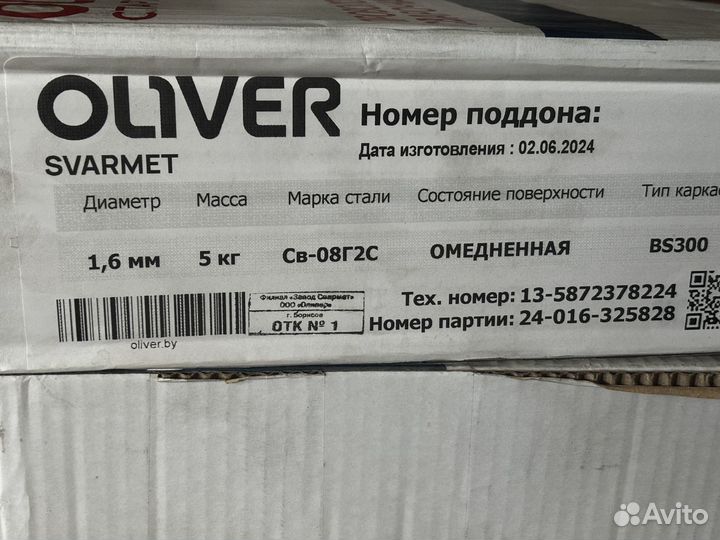 OLIVER
SVARMET
Номер поддона:
Дата изготовления : 02.06.2024
Диаметр Масса Марка стали Состояние поверхности Тип каркас
1,6 мм 5 кг Св-08Г2С ОМЕДНЕННАЯ BS300
Филиал «Завод Свармет»
ООО «Оливер»
г. Борисов
ОТК № 1
oliver.by
Тех. номер: 13-5872378224
Номер партии: 24-016-325828
Avito